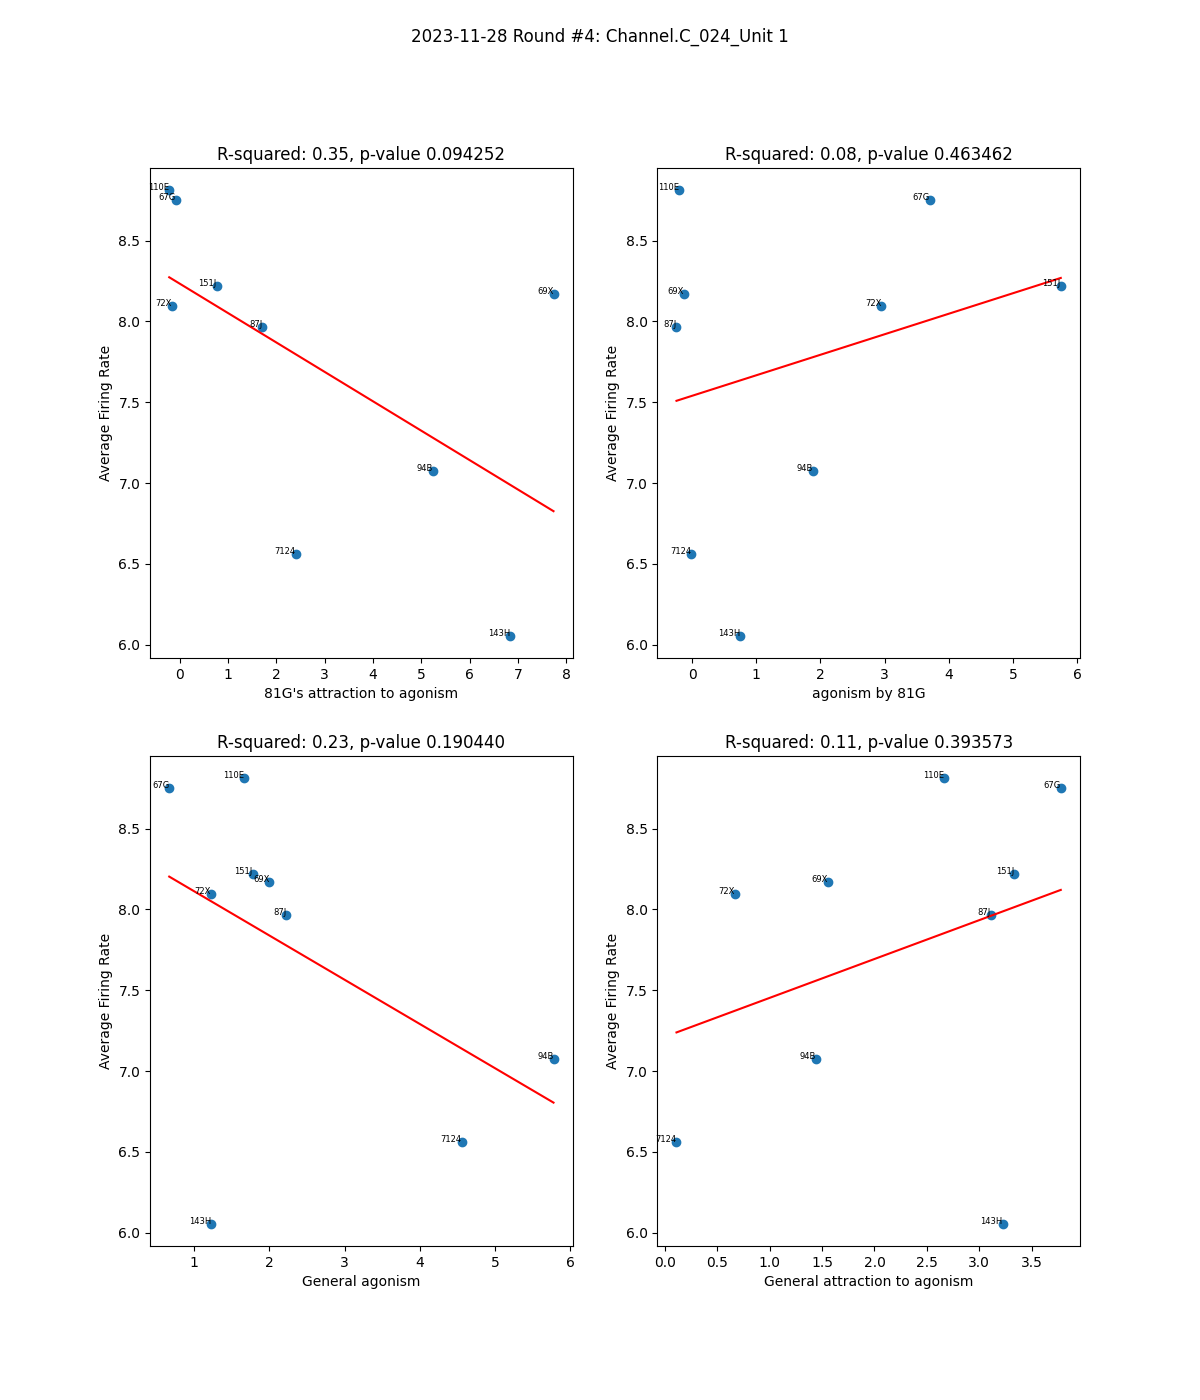 2023-11-28 Round #4: Channel.C_024_Unit 1
R-squared: 0.35, p-value 0.094252
110E
67G
151J
72X
69X
87J
94B
7124
143H
8.5
8.0
7.5
7.0
6.5
6.0
Average Firing Rate
0 1 2 3 4 5 6 7 8
81G's attraction to agonism
R-squared: 0.08, p-value 0.463462
110E
67G
151J
69X
72X
87J
94B
7124
143H
8.5
8.0
7.5
7.0
6.5
6.0
Average Firing Rate
0 1 2 3 4 5 6
agonism by 81G
R-squared: 0.23, p-value 0.190440
110E
67G
151J
69X
72X
87J
94B
7124
143H
8.5
8.0
7.5
7.0
6.5
6.0
Average Firing Rate
1 2 3 4 5 6
General agonism
R-squared: 0.11, p-value 0.393573
110E
67G
151J
69X
72X
87J
94B
7124
143H
8.5
8.0
7.5
7.0
6.5
6.0
Average Firing Rate
0.0 0.5 1.0 1.5 2.0 2.5 3.0 3.5
General attraction to agonism